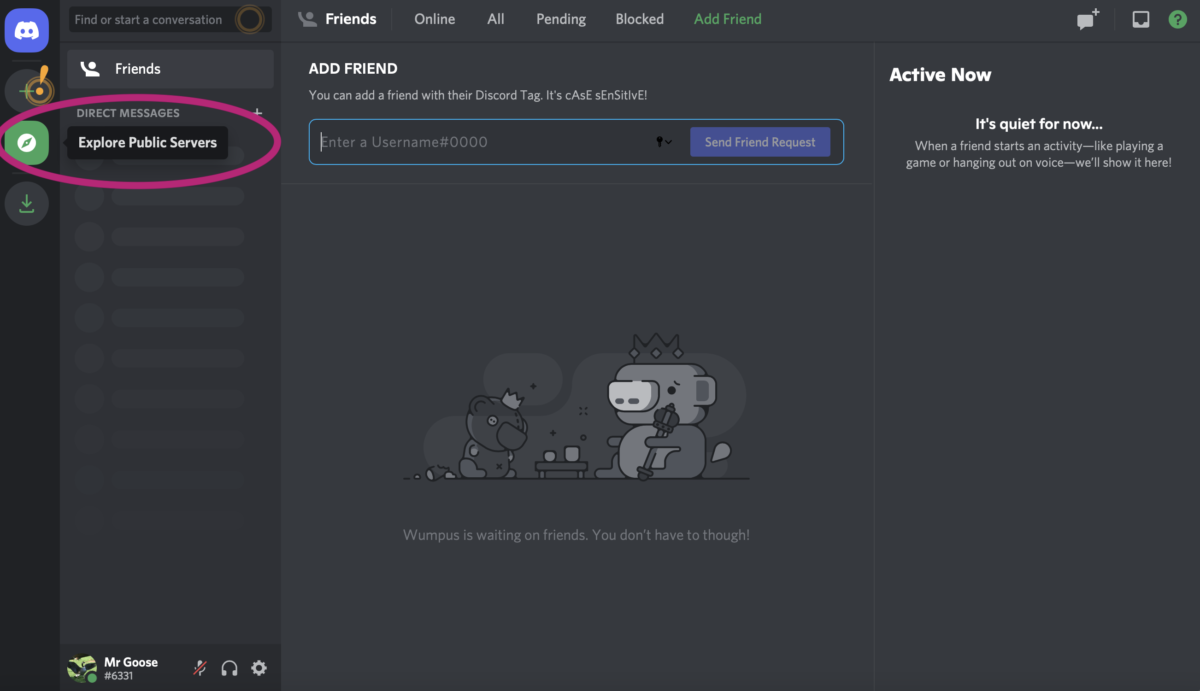 Find or start a conversation
Friends
Online
All
Pending
Blocked
Add Friend
?
Friends
DIRECT MESSAGES
+
Explore Public Servers
ADD FRIEND
You can add a friend with their Discord Tag. It's cAsE sEnSitIvE!
Enter a Username#0000
Send Friend Request
Wumpus is waiting on friends. You don't have to though!
Active Now
It's quiet for now...
When a friend starts an activity—like playing a
game or hanging out on voice—we'll show it here!
Mr Goose
#6331